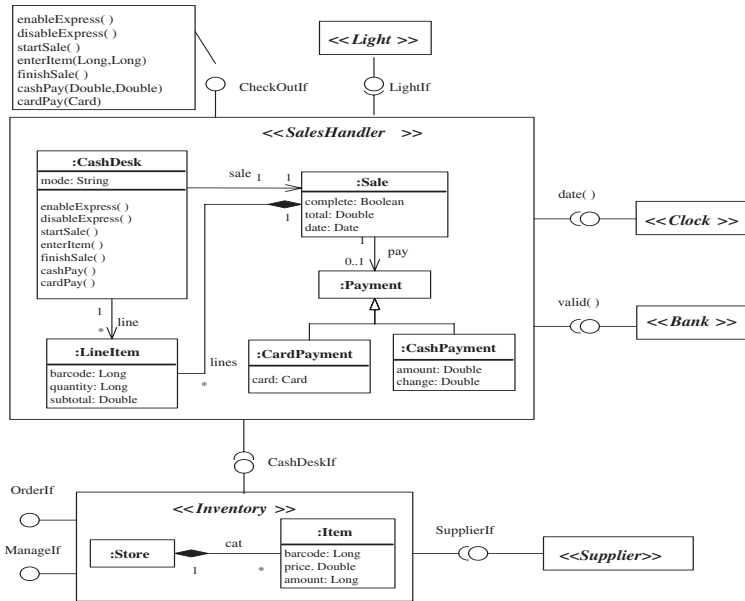 enableExpress( )
disableExpress( )
startSale( )
enterItem(Long,Long)
finishSale( )
cashPay(Double,Double)
cardPay(Card)
CheckOutIf
<<Light >>
LightIf
<<SalesHandler >>
:CashDesk
mode: String
enableExpress( )
disableExpress( )
startSale( )
enterItem( )
finishSale( )
cashPay( )
cardPay( )
sale
1
1
1
:Sale
complete: Boolean
total: Double
date: Date
1
pay
0..1
:Payment
:CardPayment
card: Card
:CashPayment
amount: Double
change: Double
1
*
line
:LineItem
barcode: Long
quantity: Long
subtotal: Double
lines
*
date( )
<<Clock >>
valid( )
<<Bank >>
CashDeskIf
OrderIf
ManageIf
<<Inventory >>
:Store
cat
1
*
:Item
barcode: Long
price. Double
amount: Long
SupplierIf
<<Supplier>>